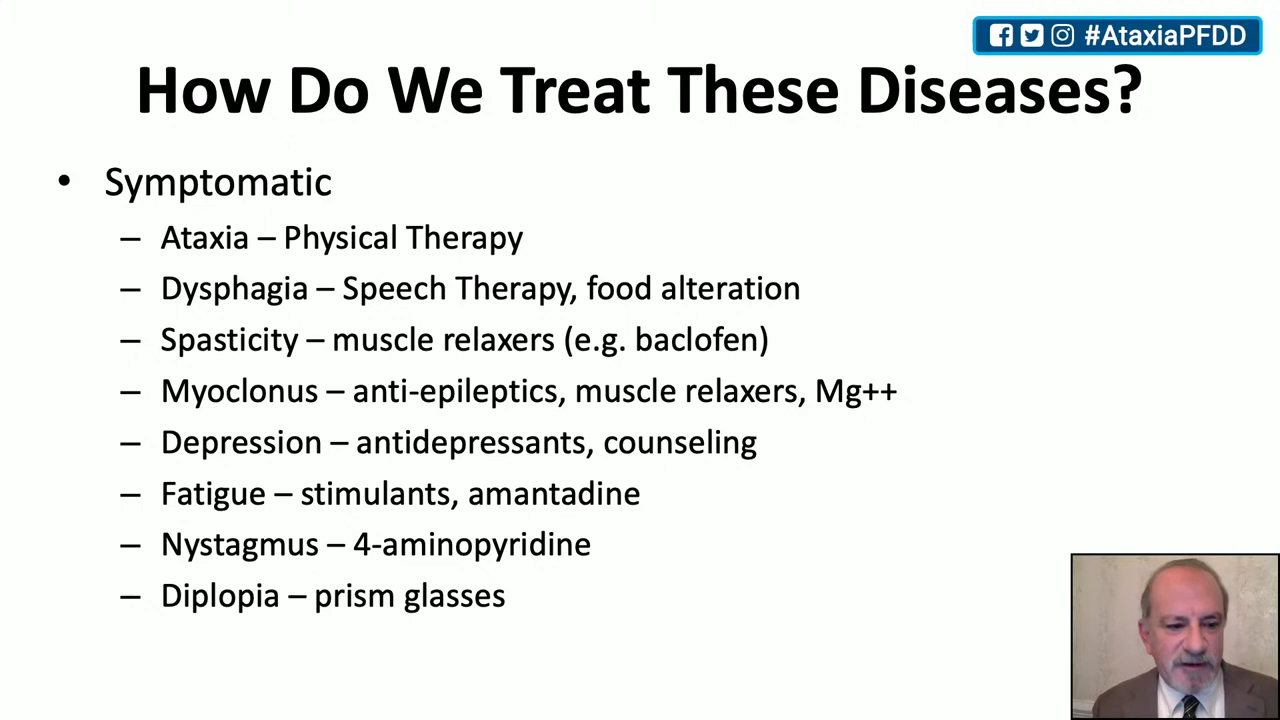 #AtaxiaPFDD
How Do We Treat These Diseases?
• Symptomatic
– Ataxia – Physical Therapy
– Dysphagia – Speech Therapy, food alteration
– Spasticity – muscle relaxers (e.g. baclofen)
– Myoclonus – anti-epileptics, muscle relaxers, Mg++
– Depression – antidepressants, counseling
– Fatigue – stimulants, amantadine
– Nystagmus – 4-aminopyridine
– Diplopia – prism glasses